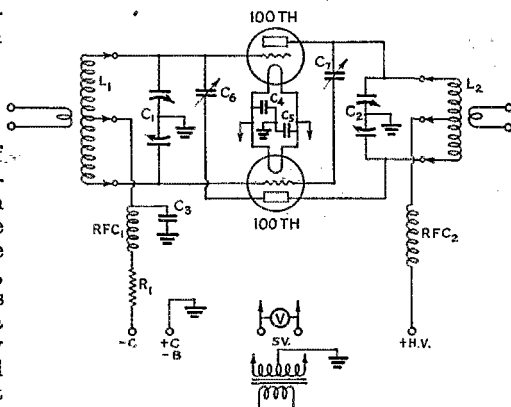 100TH
L1
C6
C7
L2
C1
C4
C5
C2
C3
100TH
RFC1
RFC2
R1
-C
+C
-B
V
5V.
+H.V.